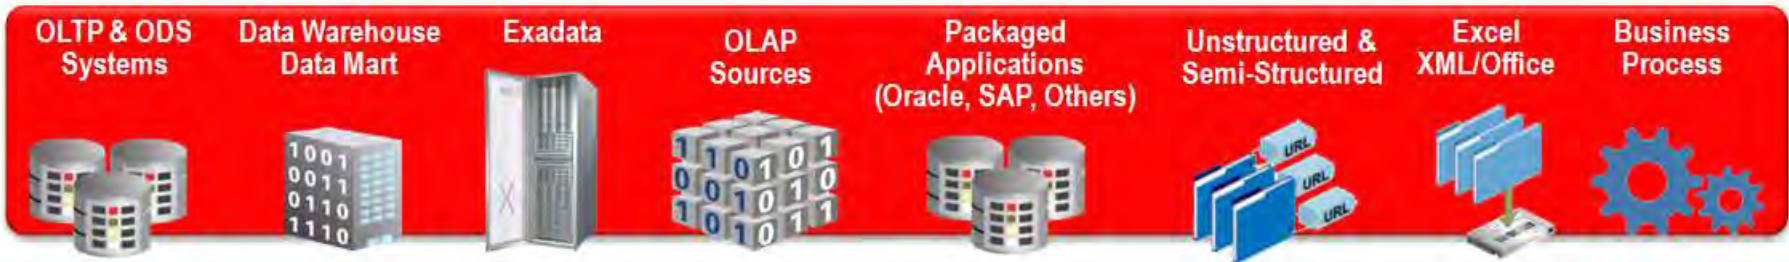 OLTP & ODS
Systems
Data Warehouse
Data Mart
Exadata
OLAP
Sources
Packaged
Applications
(Oracle, SAP, Others)
Unstructured &
Semi-Structured
Excel
XML/Office
Business
Process
1001
0011
0110
1110
110101
001010
101011
URL
URL
URL